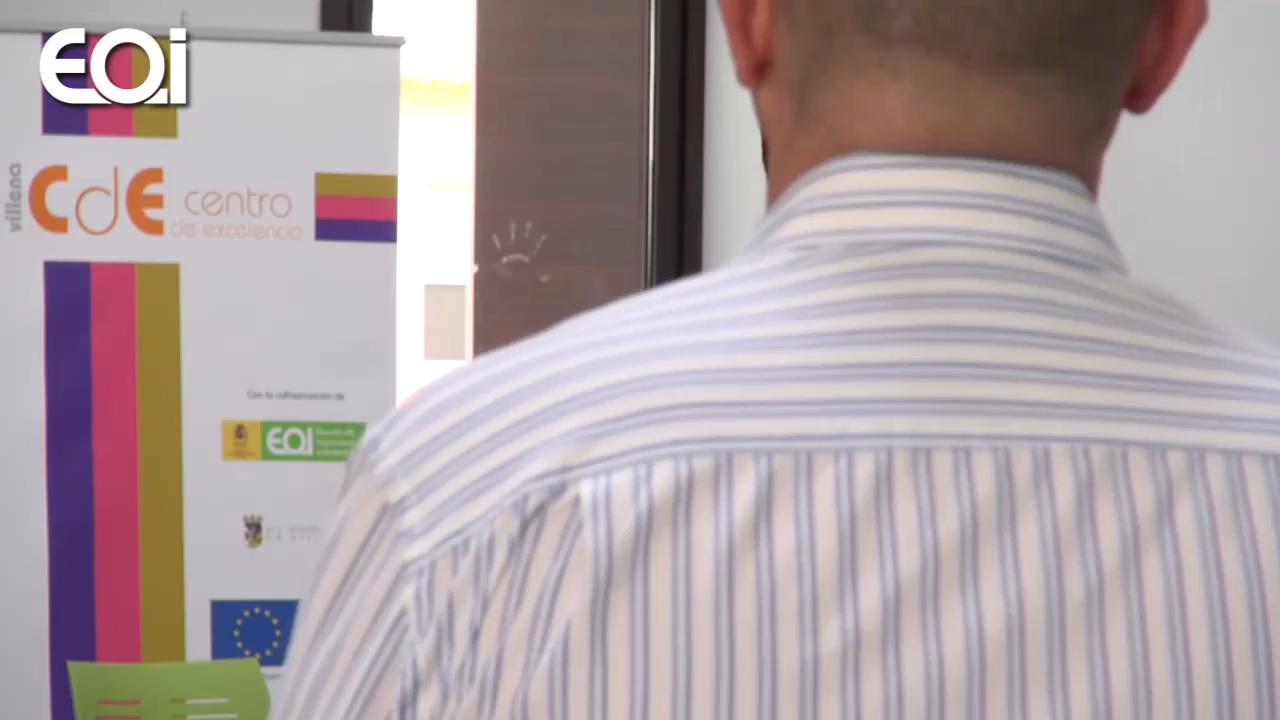 EOI
villena
CdE centro
de excelencia
Con la cofinanciación de
EOI